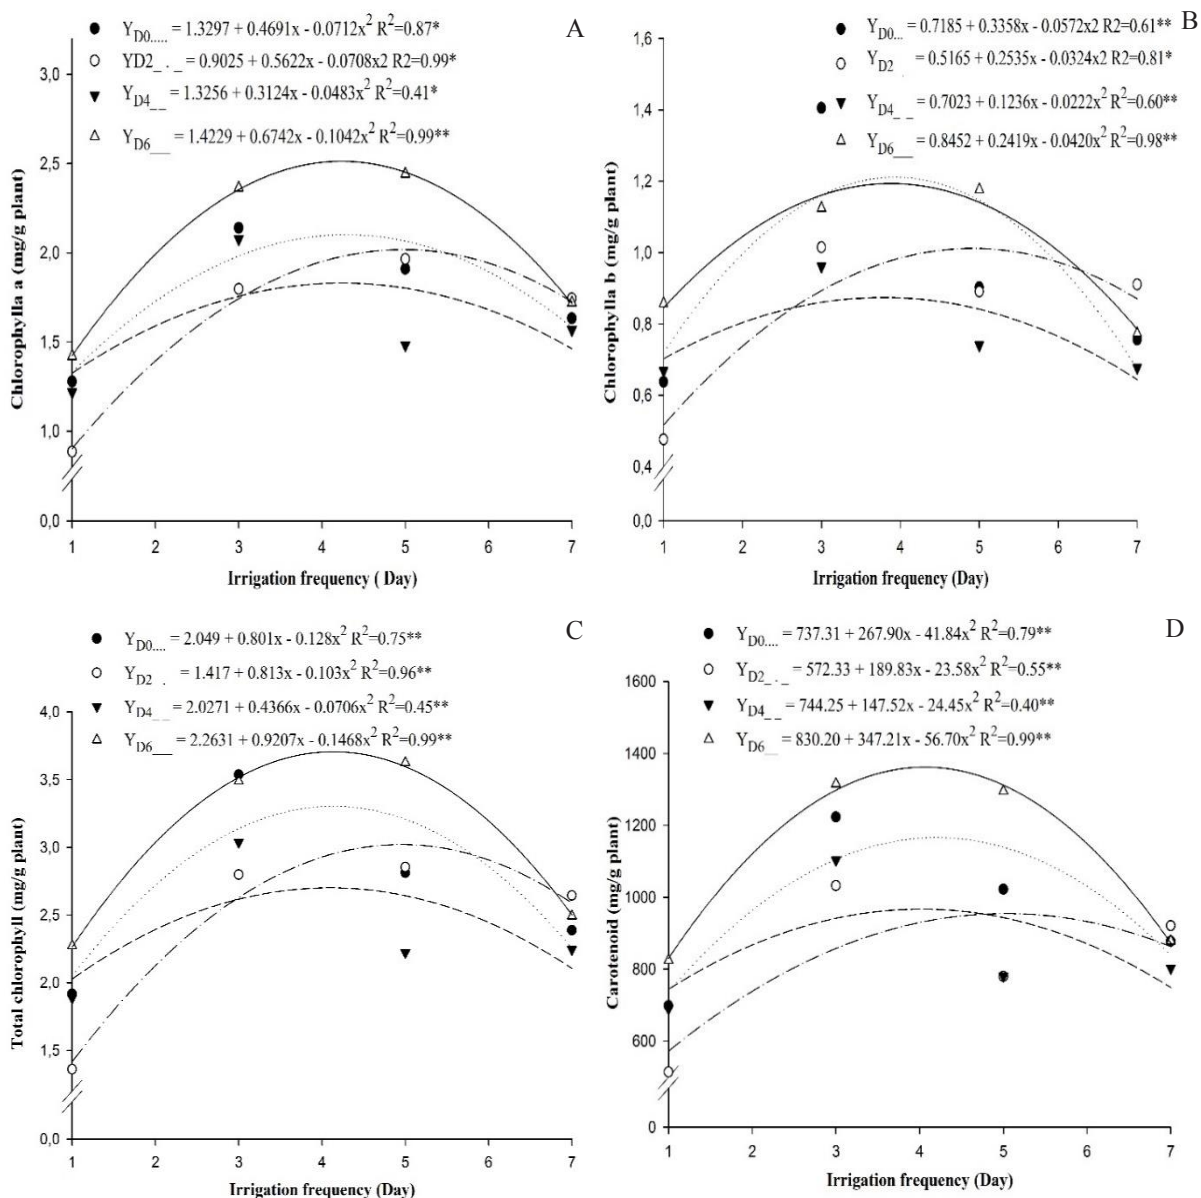 A
Y_D0..... = 1.3297 + 0.4691x - 0.0712x² R²=0.87*
YD2_ . _ = 0.9025 + 0.5622x - 0.0708x2 R2=0.99*
Y_D4_ _ = 1.3256 + 0.3124x - 0.0483x² R²=0.41*
Y_D6___ = 1.4229 + 0.6742x - 0.1042x² R²=0.99**
3,0
2,5
2,0
1,5
1,0
0,0
Chlorophylla a (mg/g plant)
1 2 3 4 5 6 7
Irrigation frequency ( Day)
B
Y_D0... = 0.7185 + 0.3358x - 0.0572x2 R2=0.61**
Y_D2 . = 0.5165 + 0.2535x - 0.0324x2 R2=0.81*
Y_D4_ _ = 0.7023 + 0.1236x - 0.0222x² R²=0.60**
Y_D6___ = 0.8452 + 0.2419x - 0.0420x² R²=0.98**
1,6
1,4
1,2
1,0
0,8
0,6
0,4
0,0
Chlorophylla b (mg/g plant)
1 2 3 4 5 6 7
Irrigation frequency (Day)
C
Y_D0.... = 2.049 + 0.801x - 0.128x² R²=0.75**
Y_D2 . = 1.417 + 0.813x - 0.103x² R²=0.96**
Y_D4_ _ = 2.0271 + 0.4366x - 0.0706x² R²=0.45**
Y_D6___ = 2.2631 + 0.9207x - 0.1468x² R²=0.99**
4,0
3,5
3,0
2,5
2,0
1,5
0,0
Total chlorophyll (mg/g plant)
1 2 3 4 5 6 7
Irrigation frequency (Day)
D
Y_D0.... = 737.31 + 267.90x - 41.84x² R²=0.79**
Y_D2_ . _ = 572.33 + 189.83x - 23.58x² R²=0.55**
Y_D4_ _ = 744.25 + 147.52x - 24.45x² R²=0.40**
Y_D6__ = 830.20 + 347.21x - 56.70x² R²=0.99**
1600
1400
1200
1000
800
600
0
Carotenoid (mg/g plant)
1 2 3 4 5 6 7
Irrigation frequency (Day)